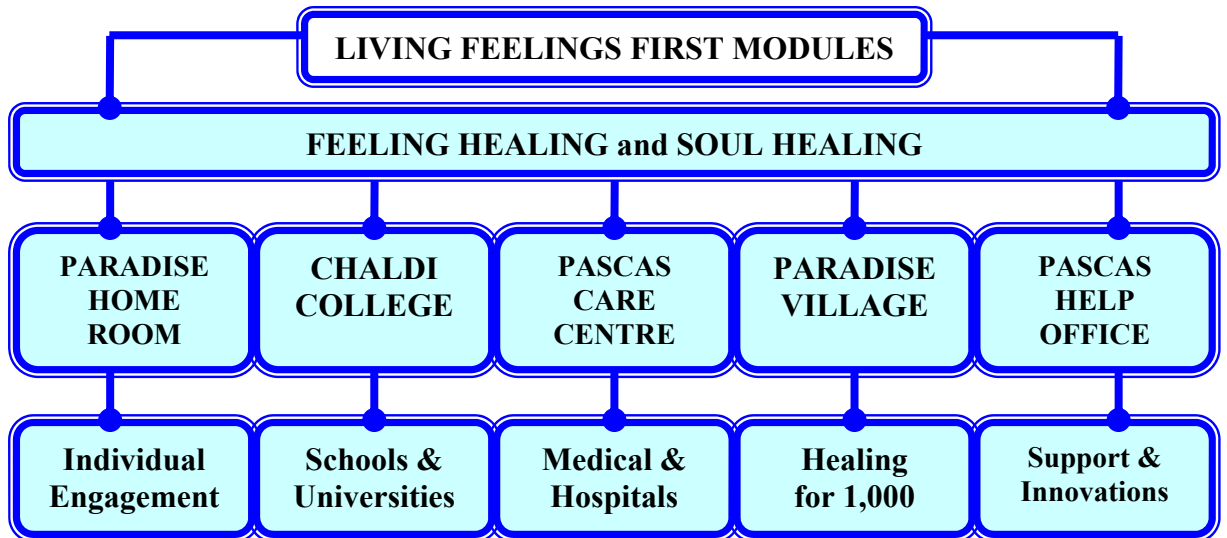 LIVING FEELINGS FIRST MODULES
FEELING HEALING and SOUL HEALING
PARADISE
HOME
ROOM
CHALDI
COLLEGE
PASCAS
CARE
CENTRE
PARADISE
VILLAGE
PASCAS
HELP
OFFICE
Individual
Engagement
Schools &
Universities
Medical &
Hospitals
Healing
for 1,000
Support &
Innovations